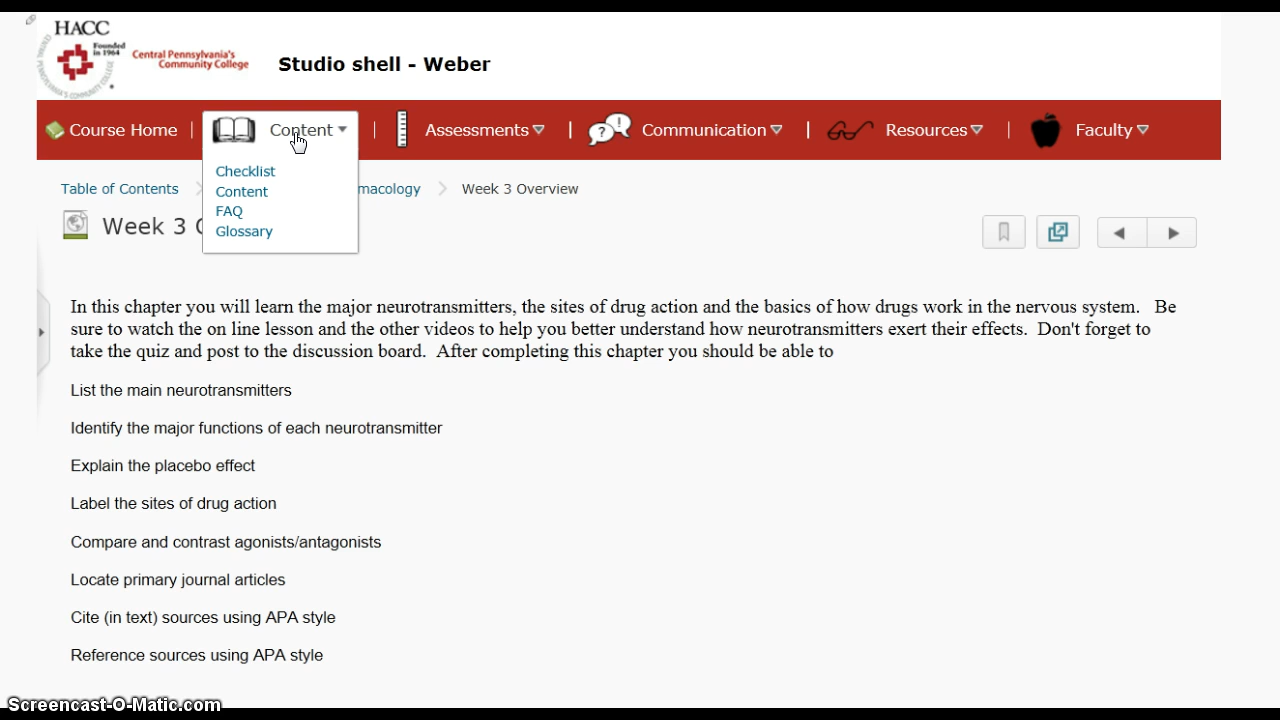 HACC
Founded in 1964
Central Pennsylvania's
Community College
Studio shell - Weber
Course Home | Content | Assessments | Communication | Resources | Faculty
Checklist
Content
FAQ
Glossary
Table of Contents macology Week 3 Overview
Week 3 O
In this chapter you will learn the major neurotransmitters, the sites of drug action and the basics of how drugs work in the nervous system. Be
sure to watch the on line lesson and the other videos to help you better understand how neurotransmitters exert their effects. Don't forget to
take the quiz and post to the discussion board. After completing this chapter you should be able to
List the main neurotransmitters
Identify the major functions of each neurotransmitter
Explain the placebo effect
Label the sites of drug action
Compare and contrast agonists/antagonists
Locate primary journal articles
Cite (in text) sources using APA style
Reference sources using APA style
Screencast-O-Matic.com